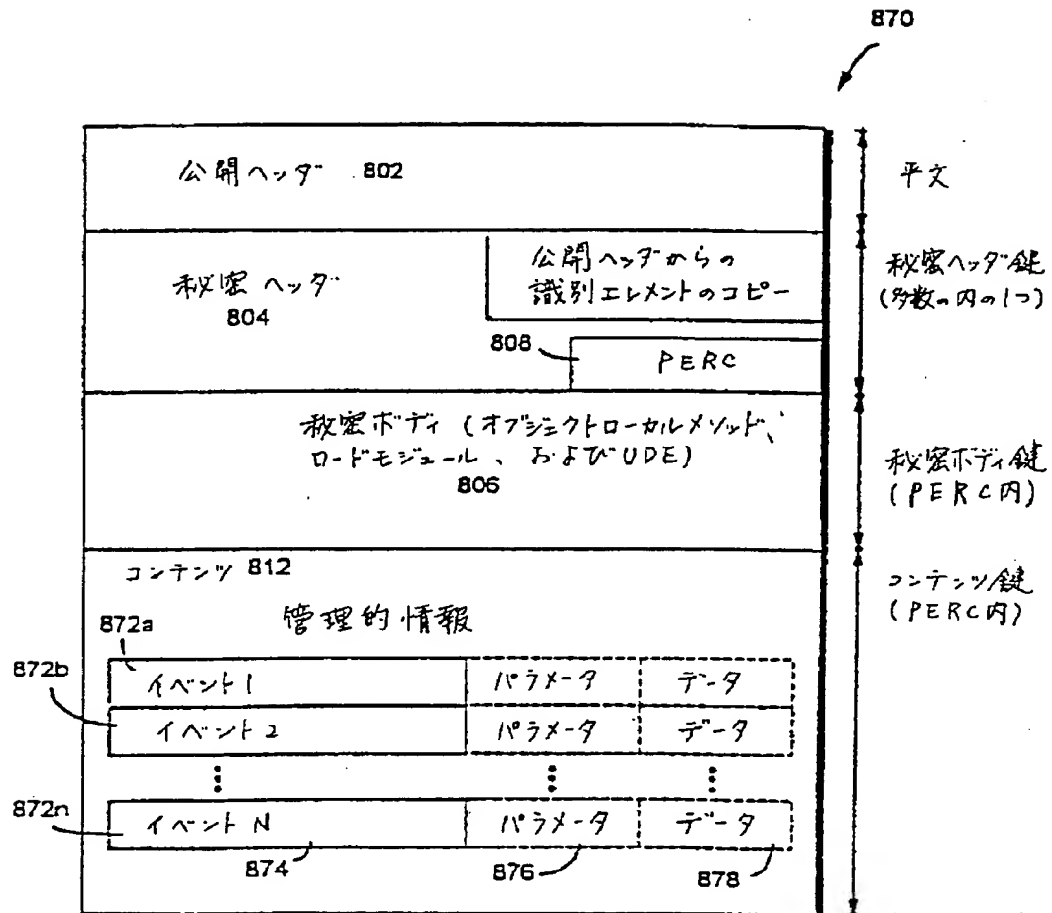 870
公開ヘッダ 802
平文
秘密ヘッダ
804
公開ヘッダからの
識別エレメントのコピー
808
PERC
秘密ヘッダ鍵
(多数の内の1つ)
秘密ボディ (オブジェクトローカルメソッド、
ロードモジュール、およびUDE)
806
秘密ボディ鍵
(PERC内)
コンテンツ 812
管理的情報
コンテンツ鍵
(PERC内)
872a
872b
イベント1 パラメータ データ
イベント2 パラメータ データ
872n
イベントN パラメータ データ
874
876
878